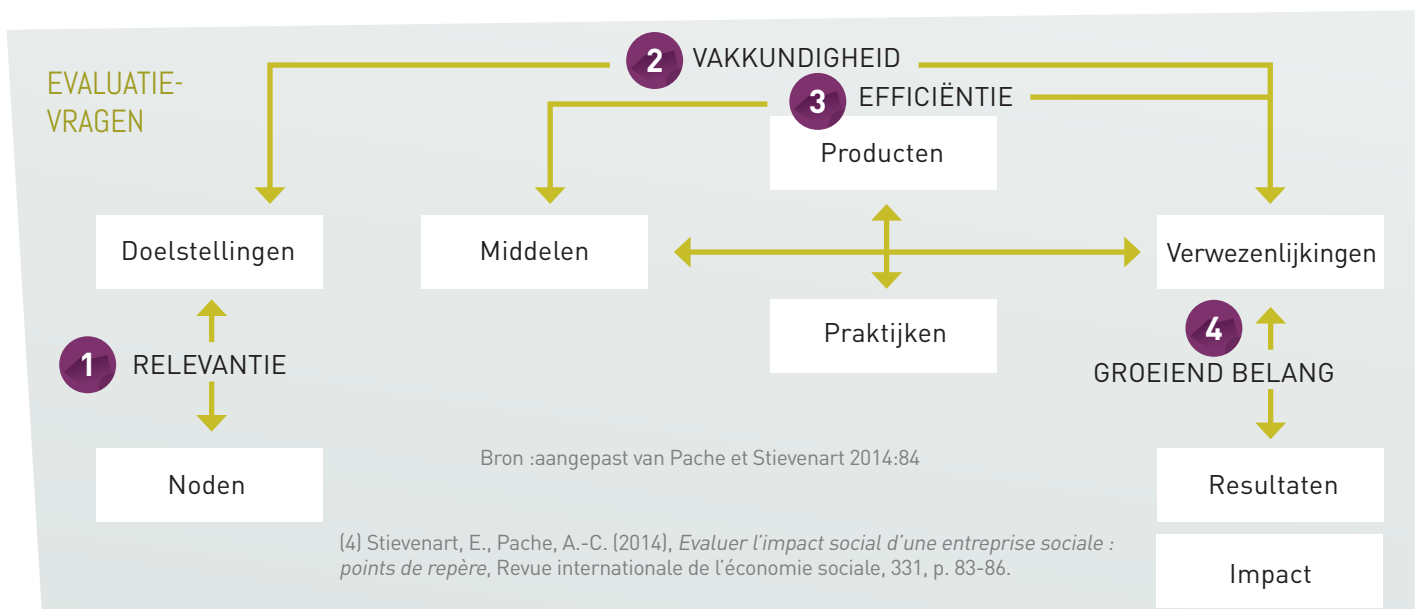 EVALUATIE-
VRAGEN
2 VAKKUNDIGHEID
3 EFFICIËNTIE
Producten
Doelstellingen
Middelen
Verwezenlijkingen
Praktijken
1 RELEVANTIE
4
GROEIEND BELANG
Noden
Bron :aangepast van Pache et Stievenart 2014:84
Resultaten
(4) Stievenart, E., Pache, A.-C. (2014), Evaluer l’impact social d’une entreprise sociale :
points de repère, Revue internationale de l’économie sociale, 331, p. 83-86.
Impact